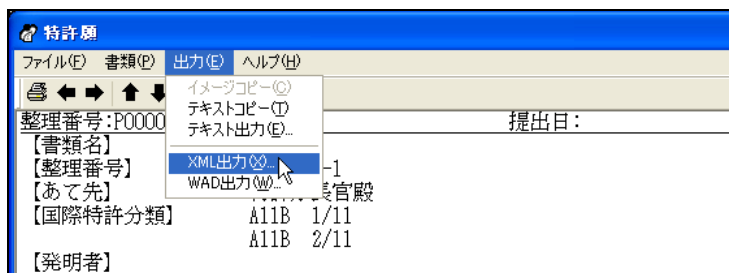 特許願
ファイル(F) 書類(P) 出力(E) ヘルプ(H)
イメージコピー(C)
テキストコピー(T)
テキスト出力(E)...
XML出力(X)...
WAD出力(W)...
整理番号:P0000
提出日:
【書類名】
【整理番号】 -1
【あて先】 長官殿
【国際特許分類】 A11B 1/11
A11B 2/11
【発明者】